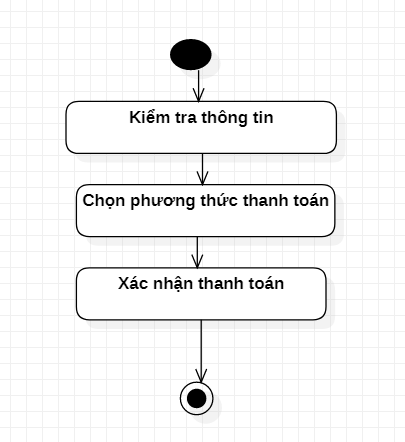 Kiểm tra thông tin
Chọn phương thức thanh toán
Xác nhận thanh toán